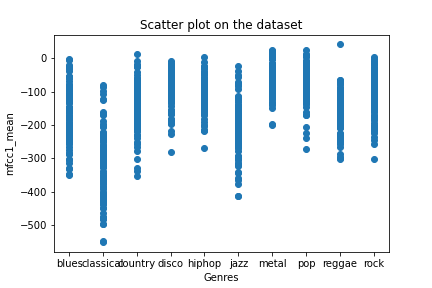 Scatter plot on the dataset
0
−100
−200
−300
−400
−500
mfcc1_mean
blues classical country disco hiphop jazz metal pop reggae rock
Genres